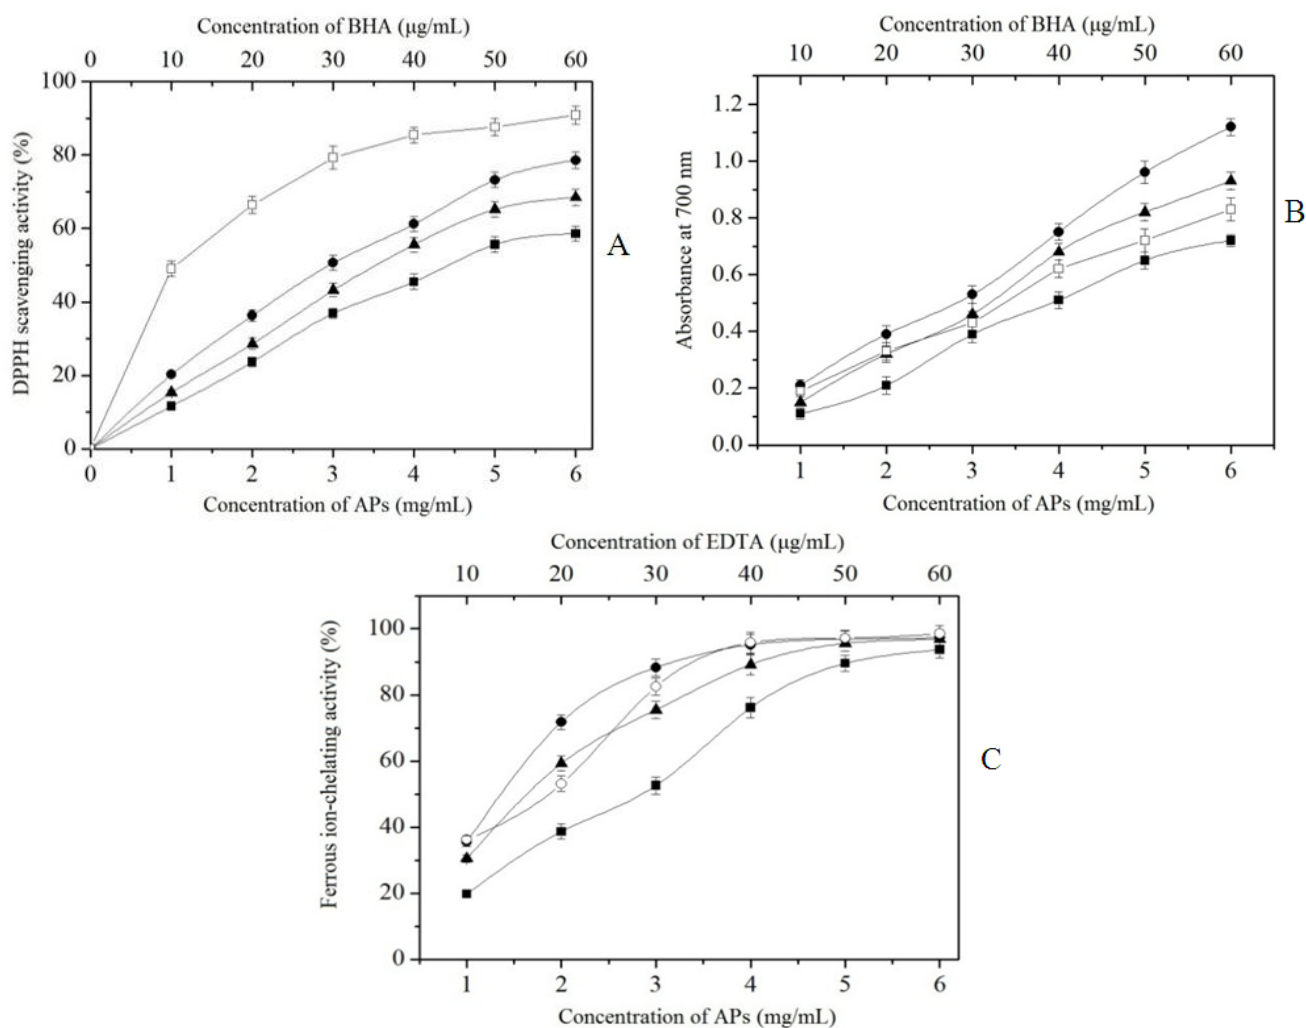 Concentration of BHA (μg/mL)
0 10 20 30 40 50 60
100
80
60
40
20
0
DPPH scavenging activity (%)
0 1 2 3 4 5 6
Concentration of APs (mg/mL)
A
Concentration of BHA (μg/mL)
10 20 30 40 50 60
1.2
1.0
0.8
0.6
0.4
0.2
0.0
Absorbance at 700 nm
1 2 3 4 5 6
Concentration of APs (mg/mL)
B
Concentration of EDTA (μg/mL)
10 20 30 40 50 60
100
80
60
40
20
0
Ferrous ion-chelating activity (%)
1 2 3 4 5 6
Concentration of APs (mg/mL)
C